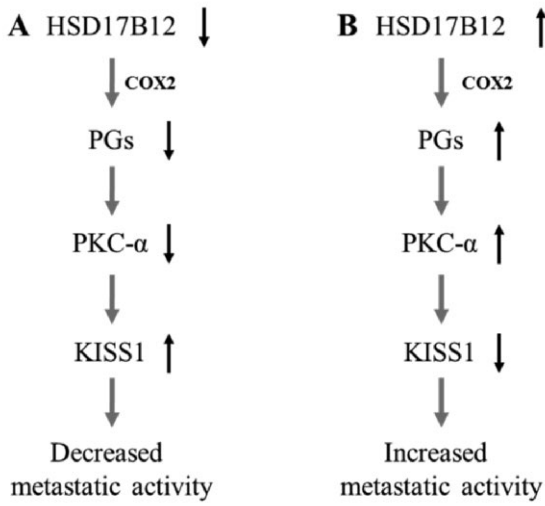 A HSD17B12 ↓
COX2
PGs ↓
PKC-α ↓
KISS1 ↑
Decreased
metastatic activity
B HSD17B12 ↑
COX2
PGs ↑
PKC-α ↑
KISS1 ↓
Increased
metastatic activity